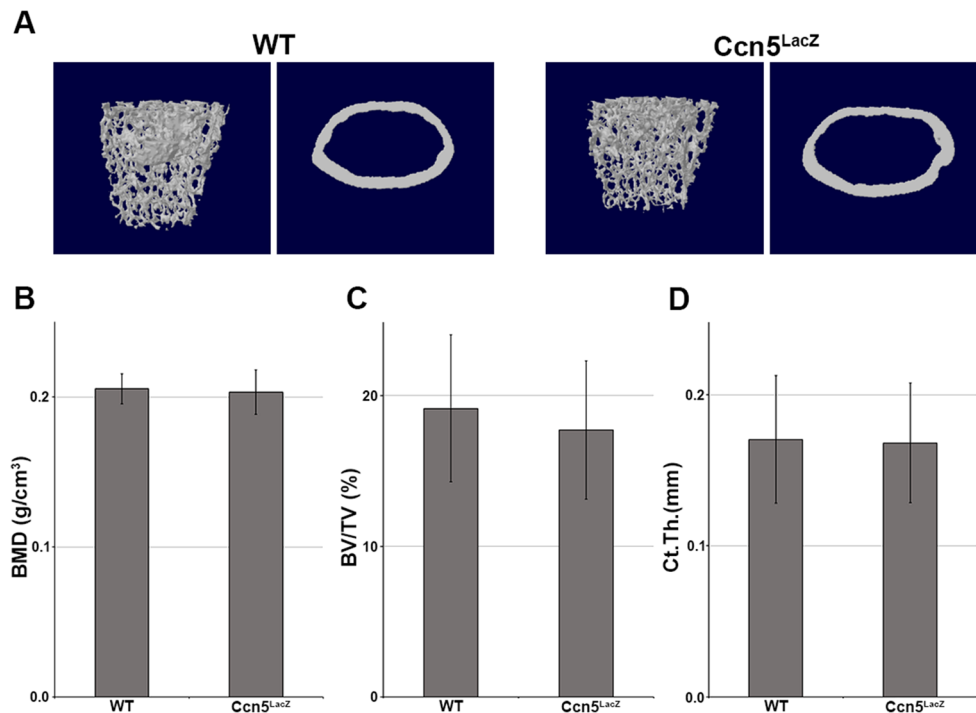 A
WT
Ccn5LacZ
B
C
D
BMD (g/cm³)
0.2
0.1
0.0
WT
Ccn5LacZ
BV/TV (%)
20
10
0
WT
Ccn5LacZ
Ct.Th.(mm)
0.2
0.1
0.0
WT
Ccn5LacZ